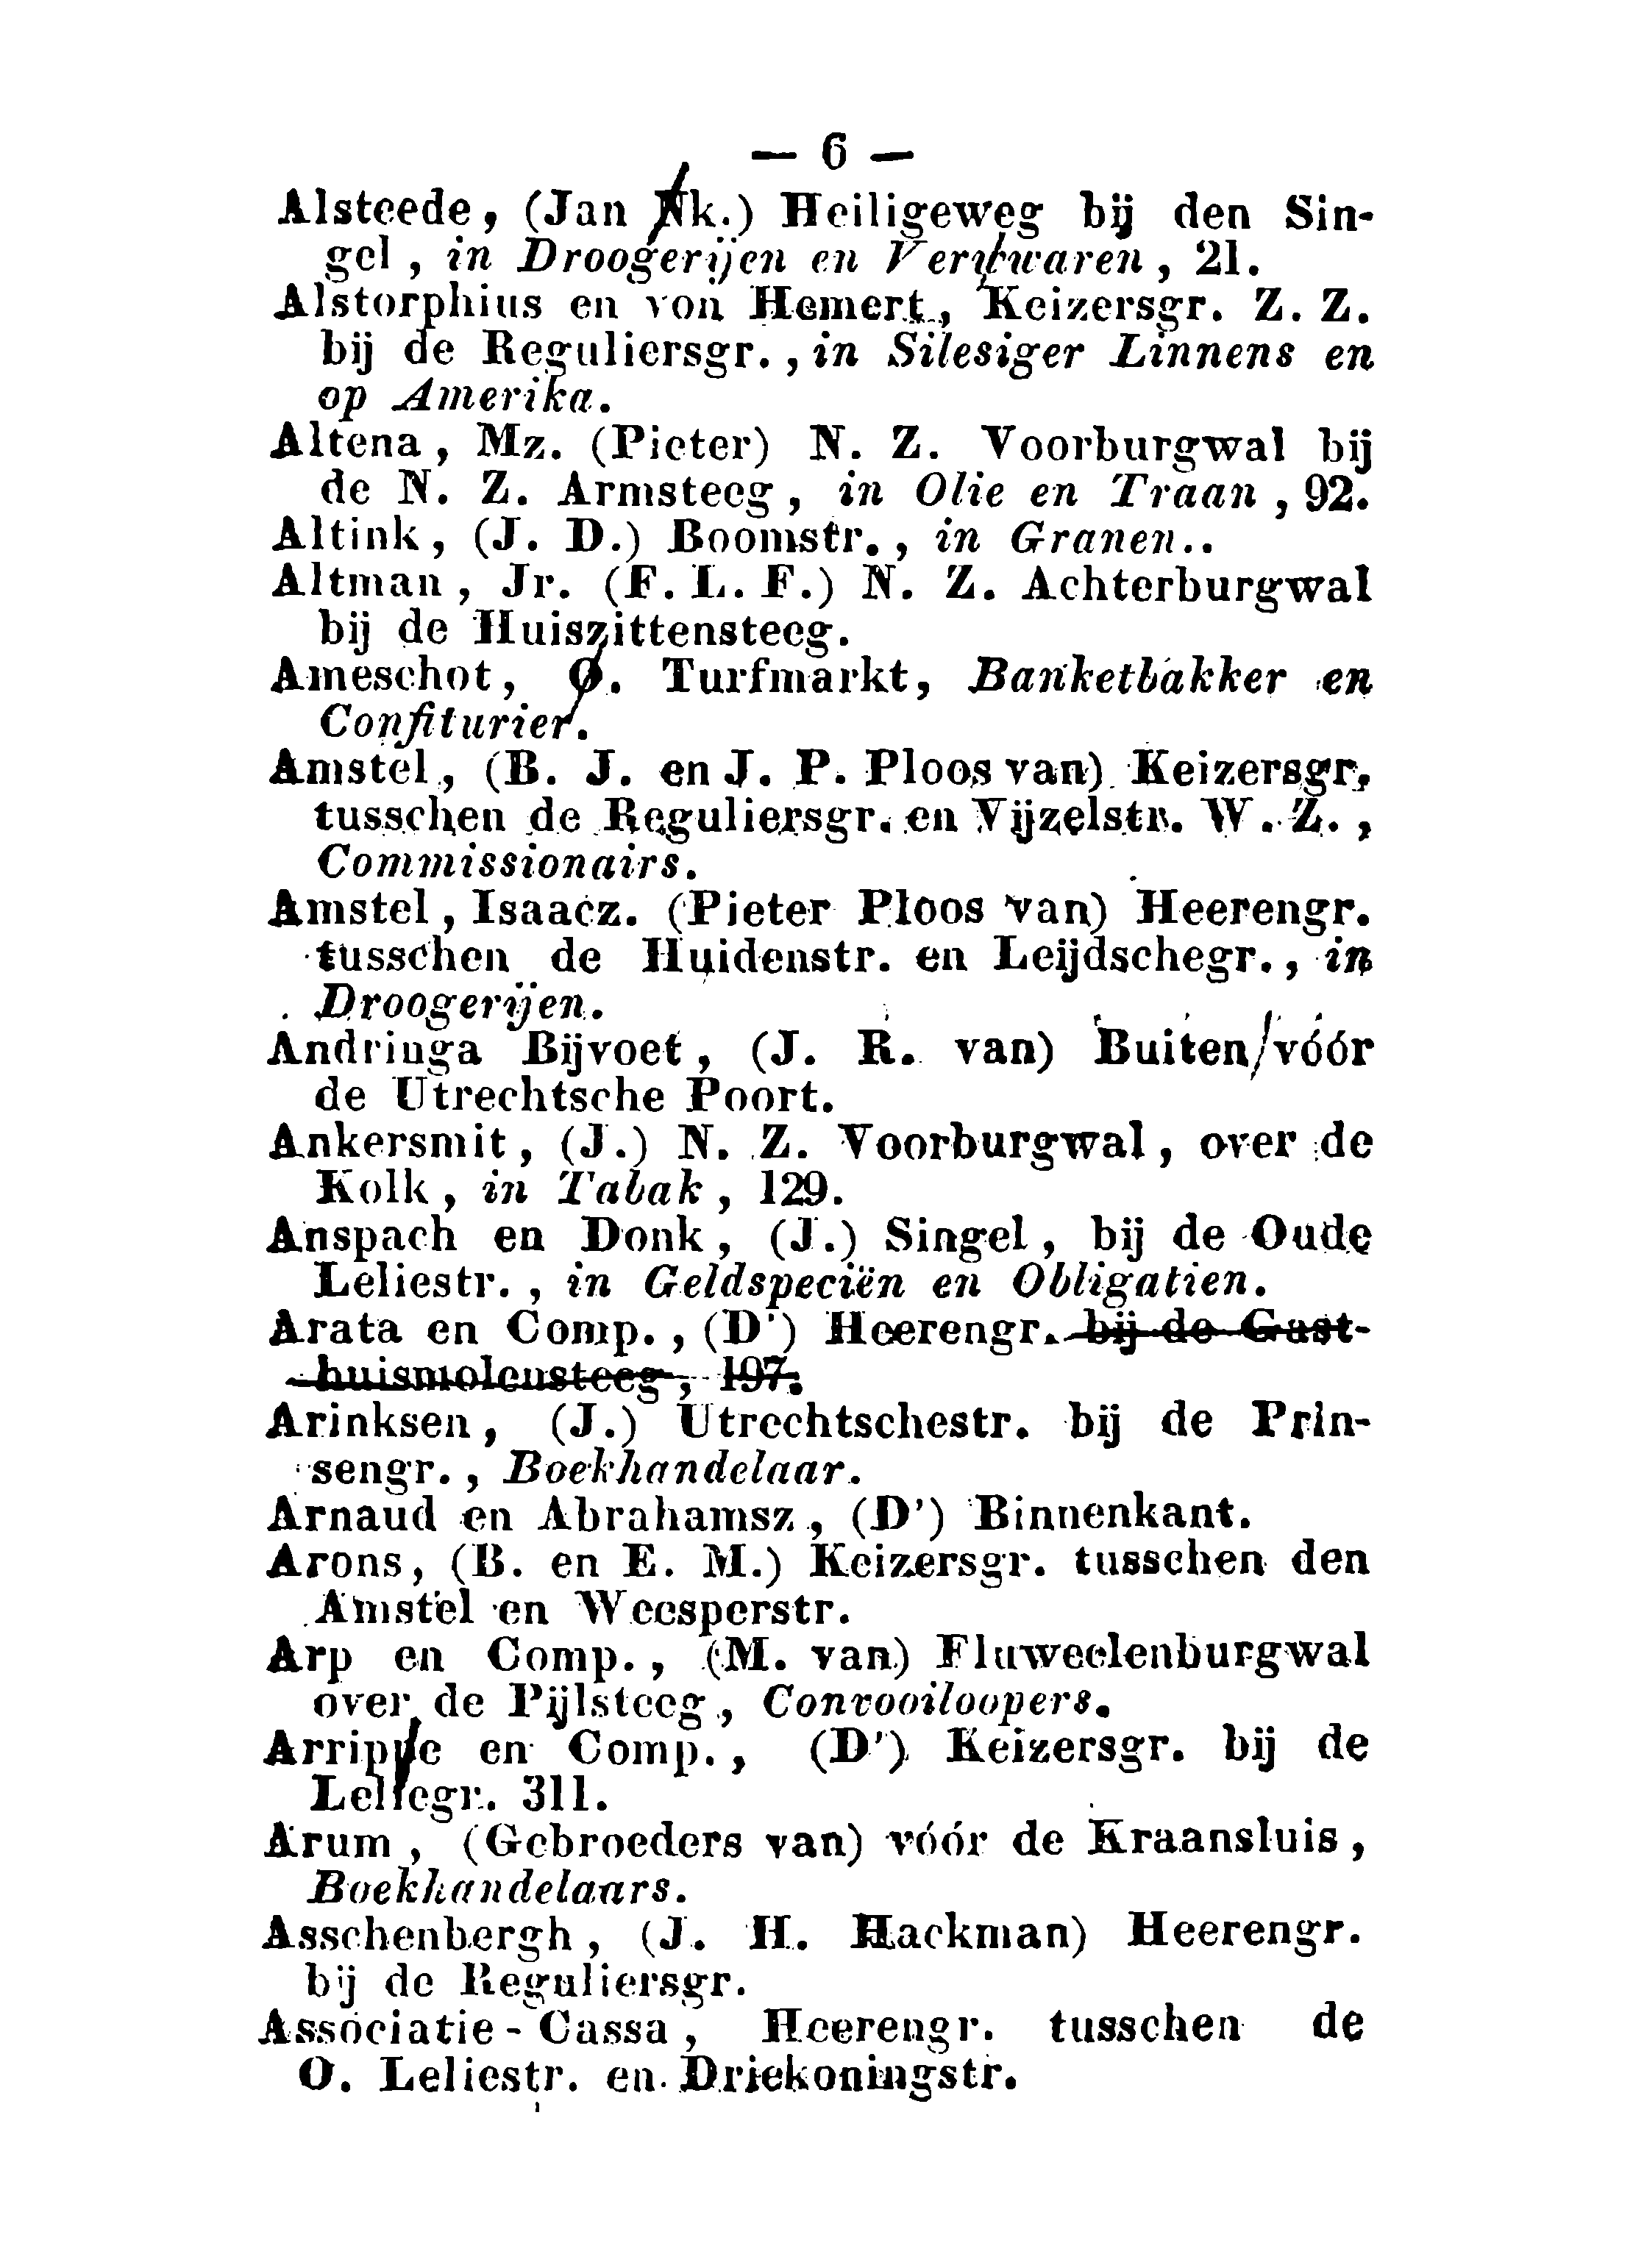 — 6 —
Alsteede, (Jan Nk.) Heiligeweg bij den Sin-
gel, in Droogerijen en Verfwaren, 21.
Alstorphius en von Hemert, Keizersgr. Z. Z.
bij de Reguliersgr., in Silesiger Linnens en
op Amerika.
Altena, Mz. (Pieter) N. Z. Voorburgwal bij
de N. Z. Armsteeg, in Olie en Traan, 92.
Altink, (J. D.) Boomstr., in Granen..
Altman, Jr. (F. L. F.) N. Z. Achterburgwal
bij de Huiszittensteeg.
Ameschot, Turfmarkt, Banketbakker en
Confiturier.
Amstel, (B. J. en J. P. Ploos van) Keizersgr,
tusschen de Reguliersgr. en Vijzelstr. W. Z.,
Commissionairs.
Amstel, Isaacz. (Pieter Ploos van) Heerengr.
tusschen de Huidenstr. en Leijdschegr., in
Droogerijen.
Andringa Bijvoet, (J. R. van) Buiten/vóór
de Utrechtsche Poort.
Ankersmit, (J.) N. Z. Voorburgwal, over de
Kolk, in Tabak, 129.
Anspach en Donk, (J.) Singel, bij de Oude
Leliestr., in Geldspeciën en Obligatien.
Arata en Comp., (D') Heerengr. bij de Gast-
huismolensteeg, 197.
Arinksen, (J.) Utrechtschestr. bij de Prin-
sengr., Boekhandelaar.
Arnaud en Abrahamsz, (D') Binnenkant.
Arons, (B. en E. M.) Keizersgr. tusschen den
Amstel en Weesperstr.
Arp en Comp., (M. van) Fluweelenburgwal
over de Pijlsteeg, Convooiloopers.
Arrippe en Comp., (D') Keizersgr. bij de
Leliegr. 311.
Arum, (Gebroeders van) vóór de Kraansluis,
Boekhandelaars.
Asschenbergh, (J. H. Hackman) Heerengr.
bij de Reguliersgr.
Associatie-Cassa, Heerengr. tusschen de
O. Leliestr. en Driekoningstr.